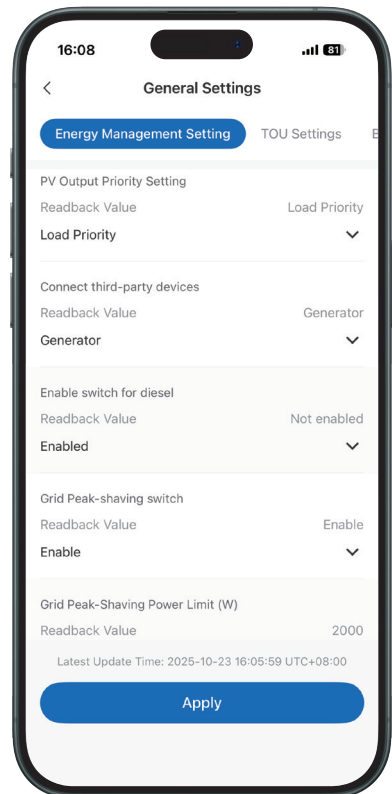 16:08 81
General Settings
Energy Management Setting TOU Settings
PV Output Priority Setting
Readback Value Load Priority
Load Priority
Connect third-party devices
Readback Value Generator
Generator
Enable switch for diesel
Readback Value Not enabled
Enabled
Grid Peak-shaving switch
Readback Value Enable
Enable
Grid Peak-Shaving Power Limit (W)
Readback Value 2000
Latest Update Time: 2025-10-23 16:05:59 UTC+08:00
Apply